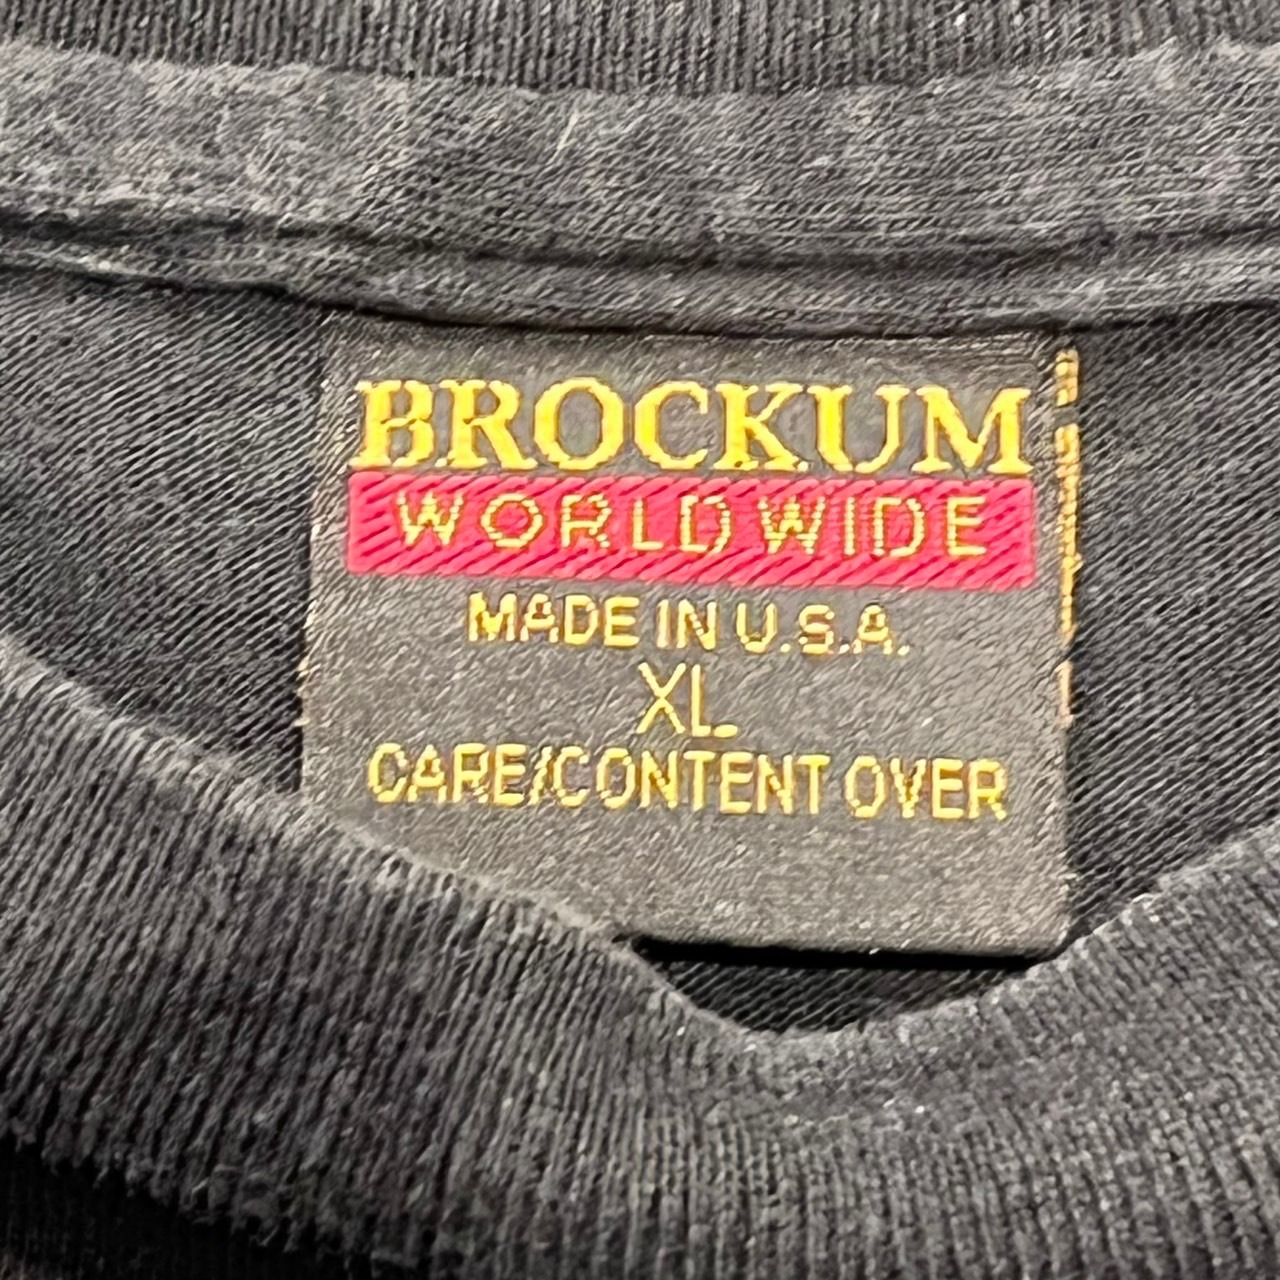 BROCKUM
WORLDWIDE
MADE IN U.S.A.
XL
CARE/CONTENT OVER